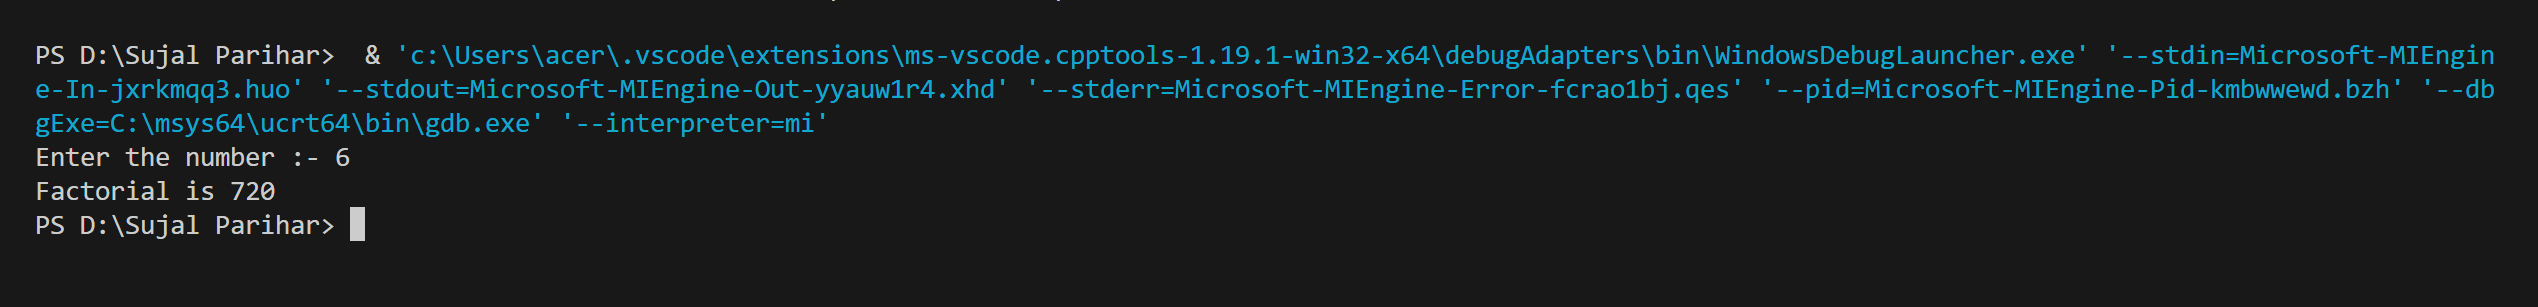 PS D:\Sujal Parihar>  & 'c:\Users\acer\.vscode\extensions\ms-vscode.cpptools-1.19.1-win32-x64\debugAdapters\bin\WindowsDebugLauncher.exe' '--stdin=Microsoft-MIEngin
e-In-jxrkmqq3.huo' '--stdout=Microsoft-MIEngine-Out-yyauw1r4.xhd' '--stderr=Microsoft-MIEngine-Error-fcrao1bj.qes' '--pid=Microsoft-MIEngine-Pid-kmbwwewd.bzh' '--db
gExe=C:\msys64\ucrt64\bin\gdb.exe' '--interpreter=mi'
Enter the number :- 6
Factorial is 720
PS D:\Sujal Parihar>